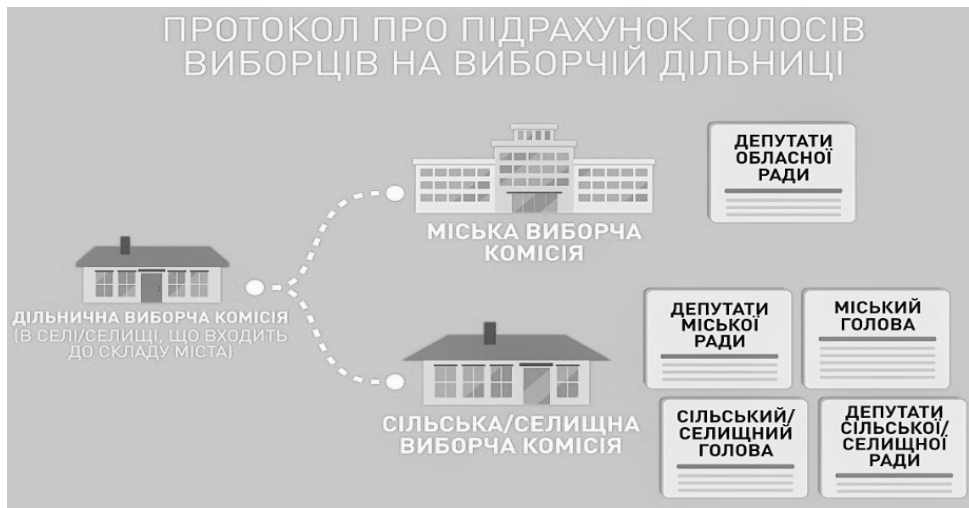 ПРОТОКОЛ ПРО ПІДРАХУНОК ГОЛОСІВ
ВИБОРЦІВ НА ВИБОРЧІЙ ДІЛЬНИЦІ
МІСЬКА ВИБОРЧА
КОМІСІЯ
ДЕПУТАТИ
ОБЛАСНОЇ
РАДИ
ДІЛЬНИЧНА ВИБОРЧА КОМІСІЯ
(В СЕЛІ/СЕЛИЩІ, ЩО ВХОДИТЬ
ДО СКЛАДУ МІСТА)
СІЛЬСЬКА/СЕЛИЩНА
ВИБОРЧА КОМІСІЯ
ДЕПУТАТИ
МІСЬКОЇ
РАДИ
МІСЬКИЙ
ГОЛОВА
СІЛЬСЬКИЙ/
СЕЛИЩНИЙ
ГОЛОВА
ДЕПУТАТИ
СІЛЬСЬКОЇ/
СЕЛИЩНОЇ
РАДИ